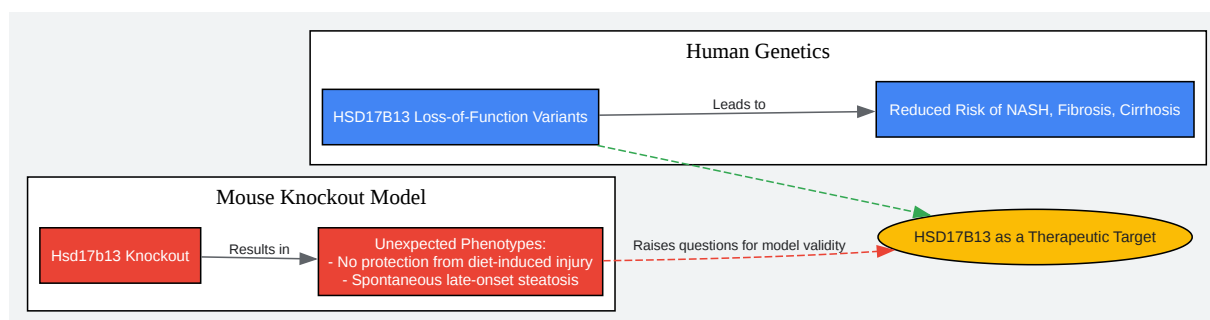 Human Genetics
HSD17B13 Loss-of-Function Variants
Leads to
Reduced Risk of NASH, Fibrosis, Cirrhosis
Mouse Knockout Model
Hsd17b13 Knockout
Results in
Unexpected Phenotypes:
- No protection from diet-induced injury
- Spontaneous late-onset steatosis
Raises questions for model validity
HSD17B13 as a Therapeutic Target